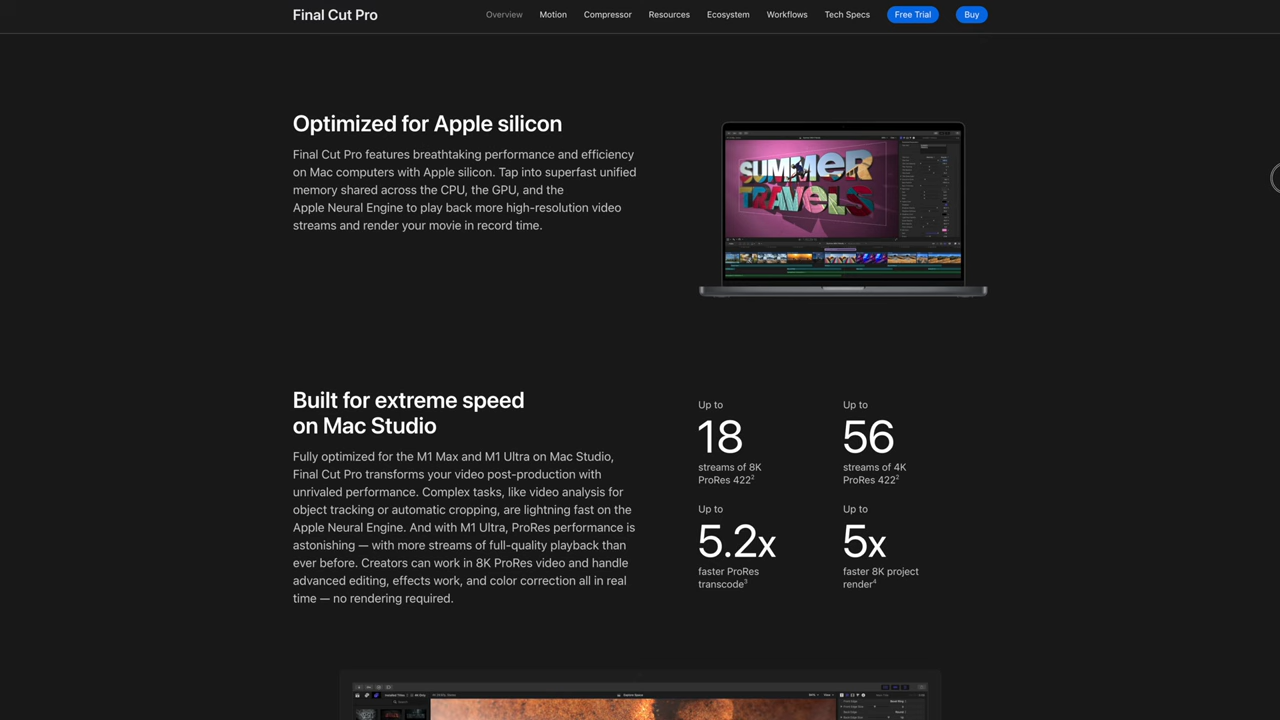 Final Cut Pro
Overview
Motion
Compressor
Resources
Ecosystem
Workflows
Tech Specs
Free Trial
Buy
Optimized for Apple silicon
Final Cut Pro features breathtaking performance and efficiency
on Mac computers with Apple silicon. Tap into superfast unified
memory shared across the CPU, the GPU, and the
Apple Neural Engine to play back more high-resolution video
streams and render your movie in record time.
SUMMER
TRAVELS
Built for extreme speed
on Mac Studio
Fully optimized for the M1 Max and M1 Ultra on Mac Studio,
Final Cut Pro transforms your video post-production with
unrivaled performance. Complex tasks, like video analysis for
object tracking or automatic cropping, are lightning fast on the
Apple Neural Engine. And with M1 Ultra, ProRes performance is
astonishing — with more streams of full-quality playback than
ever before. Creators can work in 8K ProRes video and handle
advanced editing, effects work, and color correction all in real
time — no rendering required.
Up to
18
streams of 8K
ProRes 422²
Up to
56
streams of 4K
ProRes 422²
Up to
5.2x
faster ProRes
transcode³
Up to
5x
faster 8K project
render⁴